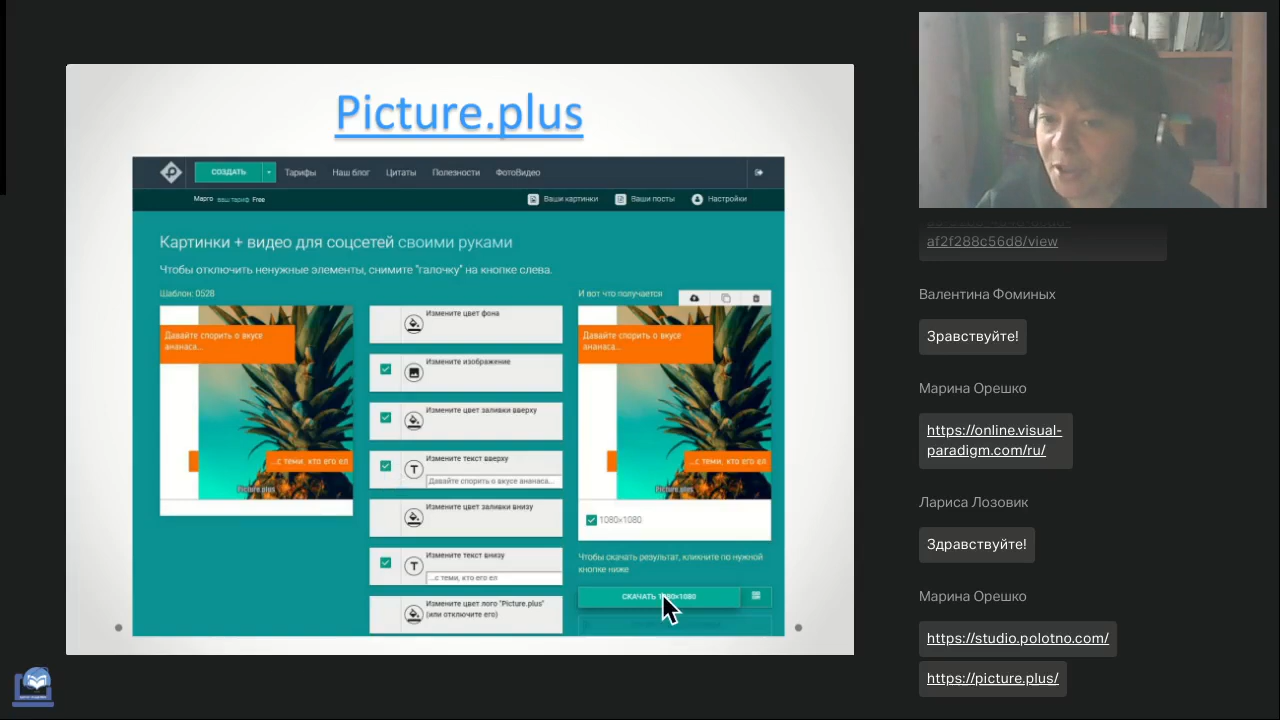 Picture.plus
СОЗДАТЬ
Тарифы
Наш блог
Цитаты
Полезности
ФотоВидео
Марго ваш тариф Free
Ваши картинки
Ваши посты
Настройки
Картинки + видео для соцсетей своими руками
Чтобы отключить ненужные элементы, снимите "галочку" на кнопке слева.
Шаблон: 0528
Давайте спорить о вкусе
ананаса...
...с теми, кто его ел
Picture.plus
Измените цвет фона
Измените изображение
Измените цвет заливки вверху
Измените текст вверху
Давайте спорить о вкусе ананаса...
Измените цвет заливки внизу
Измените текст внизу
...с теми, кто его ел
Измените цвет лого "Picture.plus"
(или отключите его)
И вот что получается
Давайте спорить о вкусе
ананаса...
...с теми, кто его ел
Picture.plus
1080×1080
Чтобы скачать результат, кликните по нужной
кнопке ниже
СКАЧАТЬ 1080×1080
af2f288c56d8/view
Валентина Фоминых
Зравствуйте!
Марина Орешко
https://online.visual-
paradigm.com/ru/
Лариса Лозовик
Здравствуйте!
Марина Орешко
https://studio.polotno.com/
https://picture.plus/